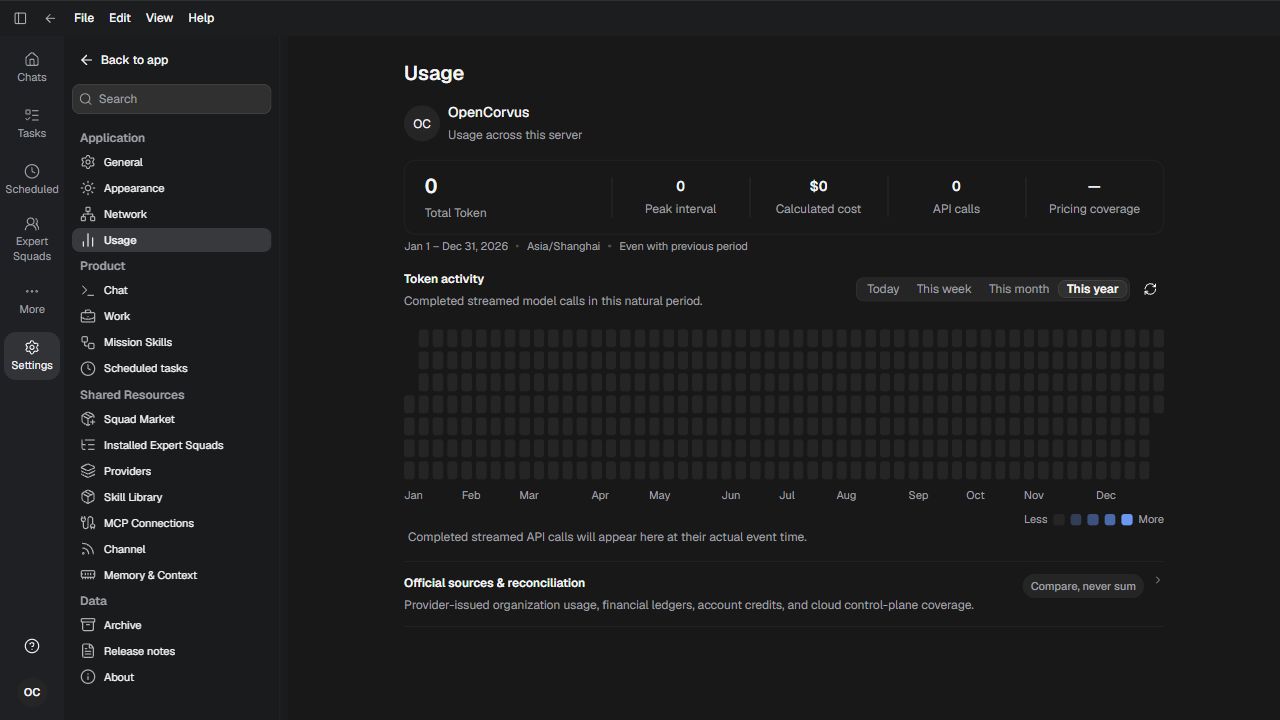 File Edit View Help
Chats
Tasks
Scheduled
Expert
Squads
More
Settings
OC
Back to app
Search
Application
General
Appearance
Network
Usage
Product
Chat
Work
Mission Skills
Scheduled tasks
Shared Resources
Squad Market
Installed Expert Squads
Providers
Skill Library
MCP Connections
Channel
Memory & Context
Data
Archive
Release notes
About
Usage
OC
OpenCorvus
Usage across this server
0
Total Token
0
Peak interval
$0
Calculated cost
0
API calls
—
Pricing coverage
Jan 1 – Dec 31, 2026 • Asia/Shanghai • Even with previous period
Token activity
Completed streamed model calls in this natural period.
Today This week This month This year
Jan Feb Mar Apr May Jun Jul Aug Sep Oct Nov Dec
Less More
Completed streamed API calls will appear here at their actual event time.
Official sources & reconciliation
Provider-issued organization usage, financial ledgers, account credits, and cloud control-plane coverage.
Compare, never sum